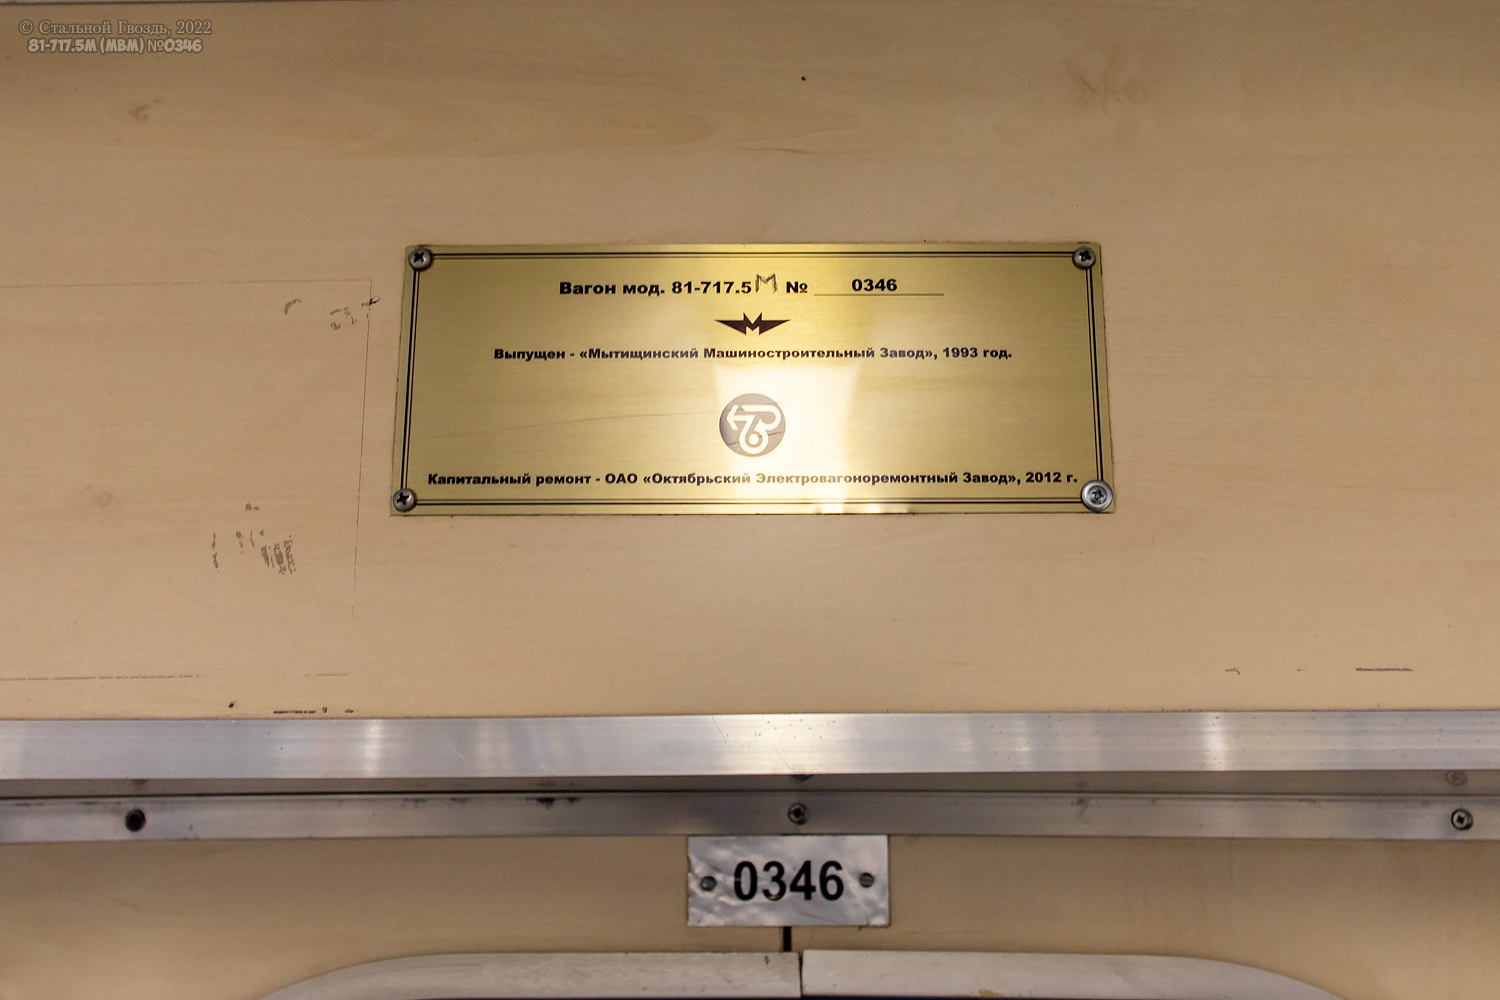 © Стальной Гвоздь, 2022
81-717.5М (МВМ) №0346
Вагон мод. 81-717.5М № 0346
Выпущен - «Мытищинский Машиностроительный Завод», 1993 год.
Капитальный ремонт - ОАО «Октябрьский Электровагоноремонтный Завод», 2012 г.
0346